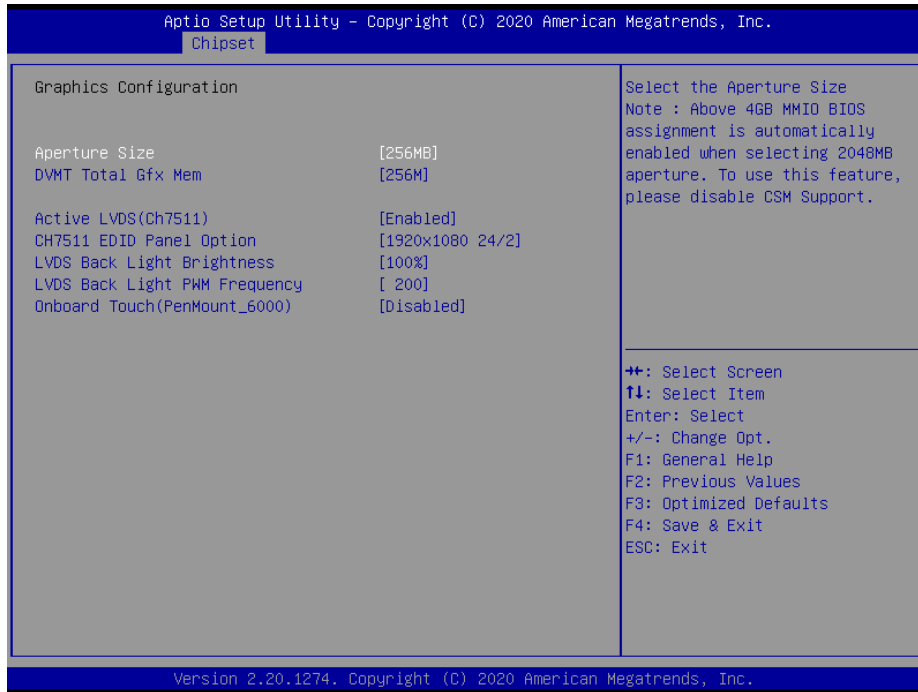 Aptio Setup Utility – Copyright (C) 2020 American Megatrends, Inc.
Chipset
Graphics Configuration
Aperture Size [256MB]
DVMT Total Gfx Mem [256M]
Active LVDS(Ch7511) [Enabled]
CH7511 EDID Panel Option [1920x1080 24/2]
LVDS Back Light Brightness [100%]
LVDS Back Light PWM Frequency [ 200]
Onboard Touch(PenMount_6000) [Disabled]
Select the Aperture Size
Note : Above 4GB MMIO BIOS
assignment is automatically
enabled when selecting 2048MB
aperture. To use this feature,
please disable CSM Support.
→←: Select Screen
↑↓: Select Item
Enter: Select
+/-: Change Opt.
F1: General Help
F2: Previous Values
F3: Optimized Defaults
F4: Save & Exit
ESC: Exit
Version 2.20.1274. Copyright (C) 2020 American Megatrends, Inc.